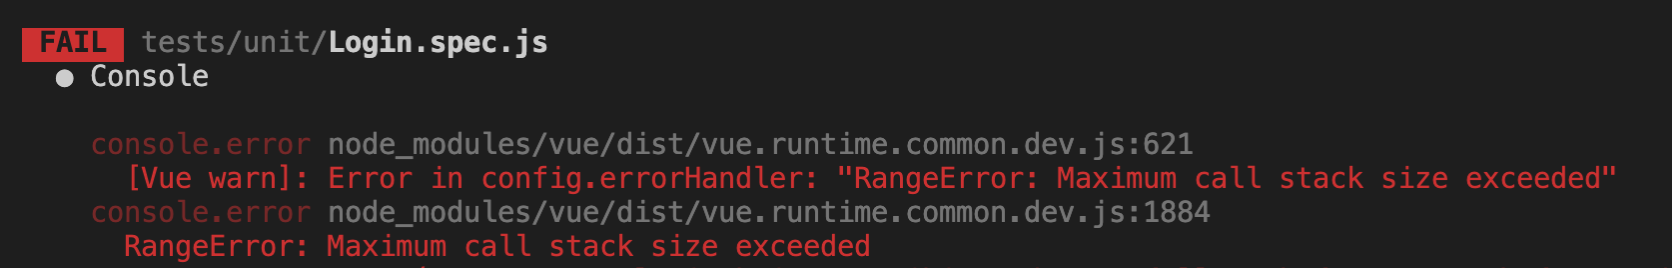 FAIL tests/unit/Login.spec.js
● Console
console.error node_modules/vue/dist/vue.runtime.common.dev.js:621
[Vue warn]: Error in config.errorHandler: "RangeError: Maximum call stack size exceeded"
console.error node_modules/vue/dist/vue.runtime.common.dev.js:1884
RangeError: Maximum call stack size exceeded